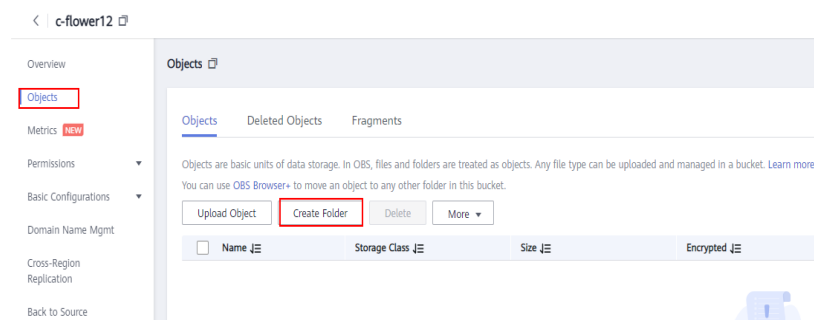 c-flower12
Overview
Objects
Metrics NEW
Permissions
Basic Configurations
Domain Name Mgmt
Cross-Region
Replication
Back to Source
Objects
Objects Deleted Objects Fragments
Objects are basic units of data storage. In OBS, files and folders are treated as objects. Any file type can be uploaded and managed in a bucket. Learn more
You can use OBS Browser+ to move an object to any other folder in this bucket.
Upload Object Create Folder Delete More
Name Storage Class Size Encrypted